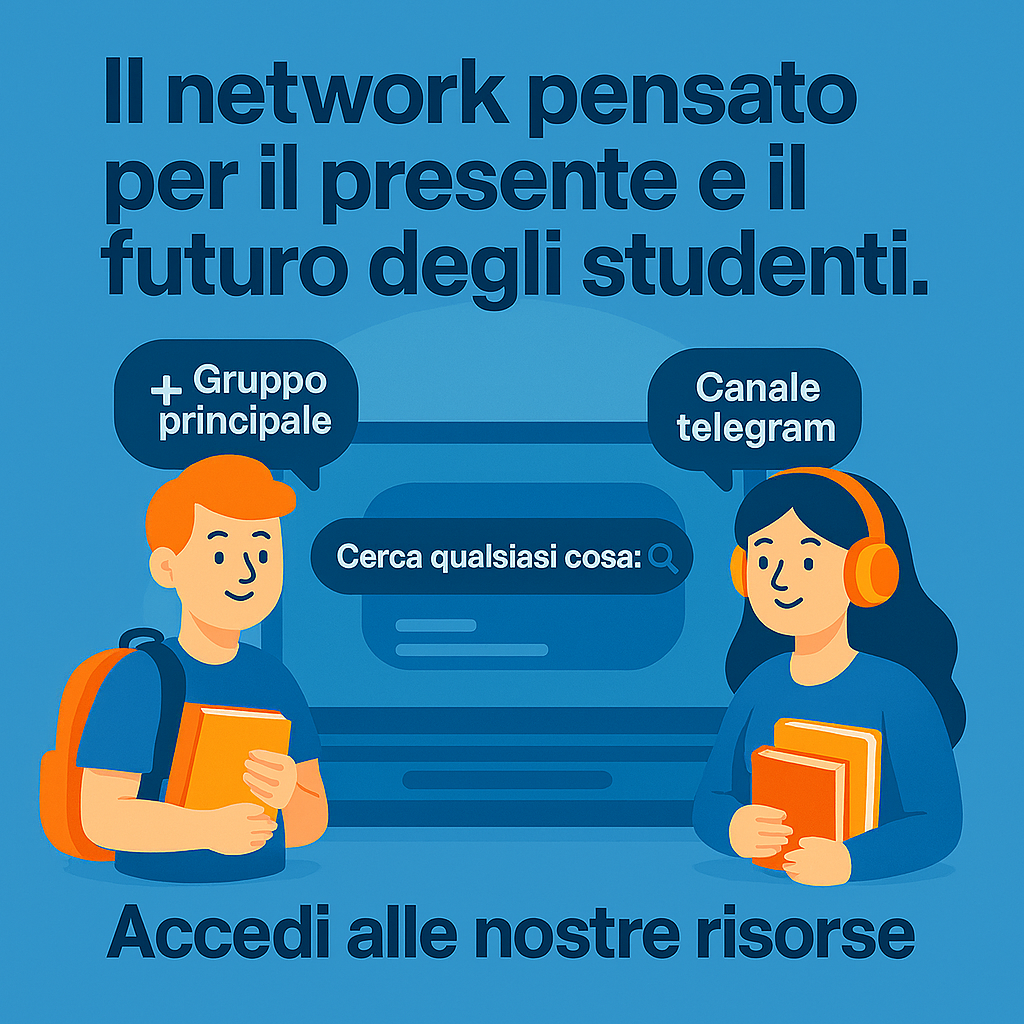 Il network pensato
per il presente e il
futuro degli studenti.
+ Gruppo
principale
Canale
telegram
Cerca qualsiasi cosa:
Accedi alle nostre risorse